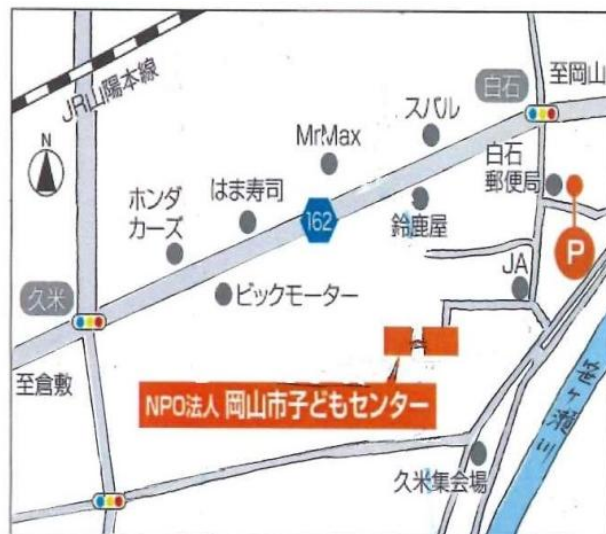 JR山陽本線
N
白石
至岡山
スバル
MrMax
白石
郵便局
はま寿司
ホンダ
カーズ
162
鈴鹿屋
P
JA
ビックモーター
久米
至倉敷
NPO法人 岡山市子どもセンター
笹ヶ瀬川
久米集会場